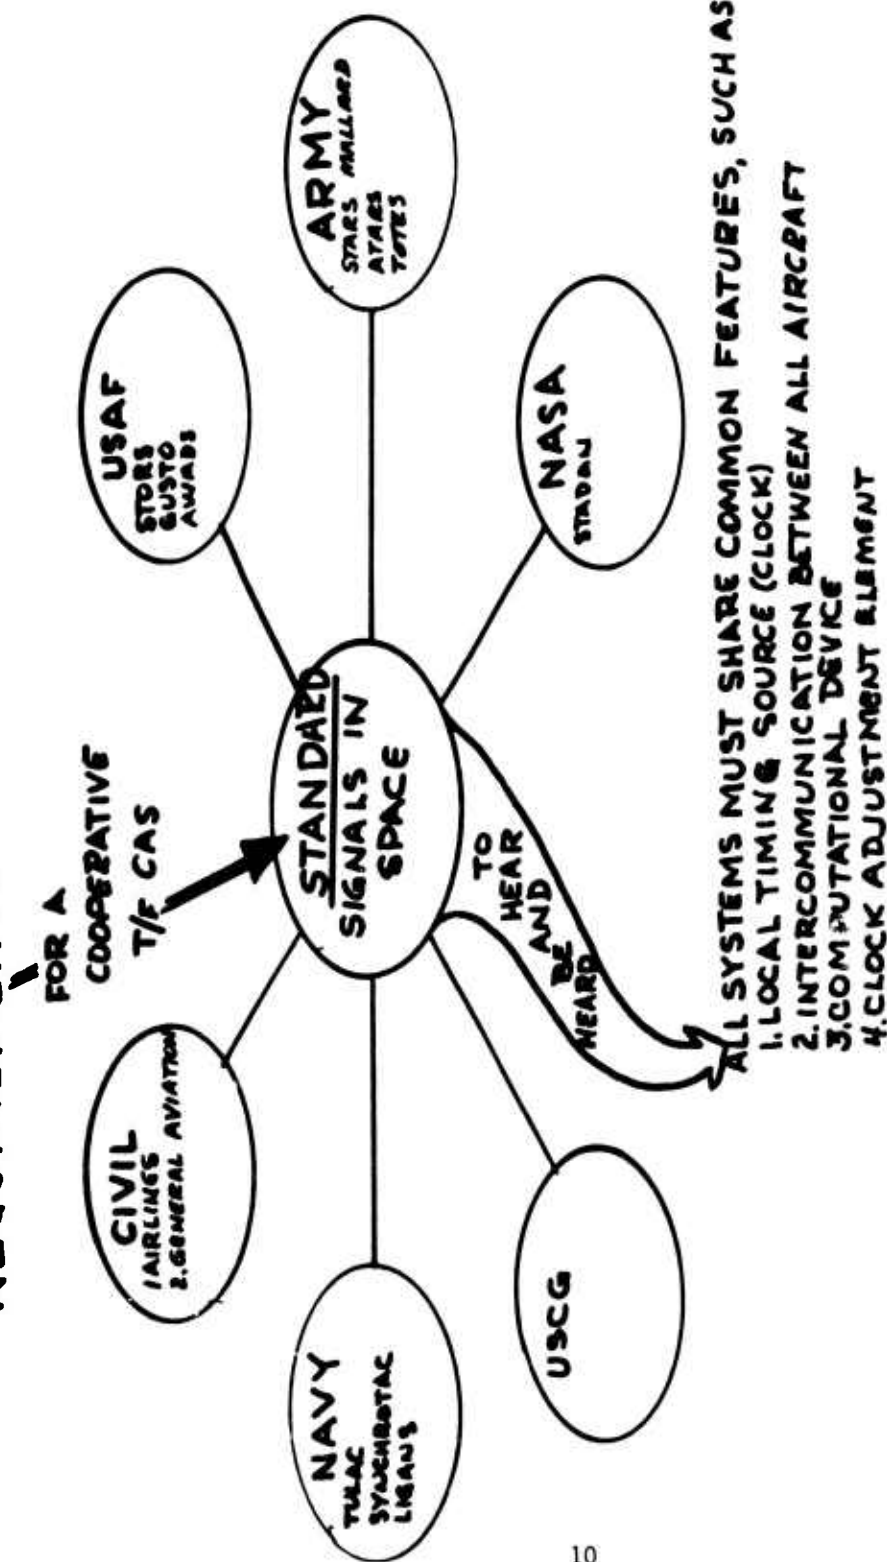 FOR A
COOPERATIVE
T/F CAS
CIVIL
1 AIRLINES
2. GENERAL AVIATION
USAF
STORS
GUSTO
AWADS
NAVY
TULAC
SYNCHROTAC
LIGANS
STANDARD
SIGNALS IN
SPACE
ARMY
STARS MALLARD
ATARS
TOTES
TO
HEAR
AND
BE
HEARD
USCG
NASA
STADAN
ALL SYSTEMS MUST SHARE COMMON FEATURES, SUCH AS
1. LOCAL TIMING SOURCE (CLOCK)
2. INTERCOMMUNICATION BETWEEN ALL AIRCRAFT
3. COMPUTATIONAL DEVICE
4. CLOCK ADJUSTMENT ELEMENT
10